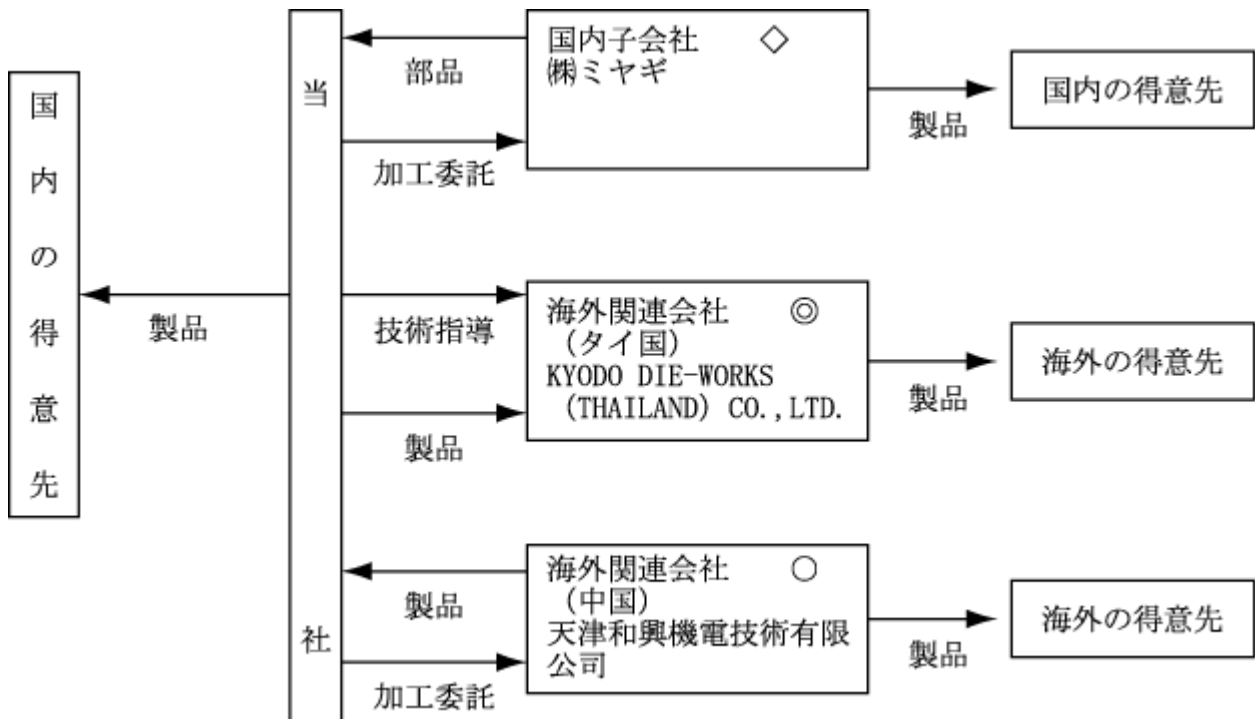 国内の得意先
製品
当社
部品
加工委託
国内子会社 ◇
㈱ミヤギ
製品
国内の得意先
技術指導
製品
海外関連会社 ◎
(タイ国)
KYODO DIE-WORKS
(THAILAND) CO.,LTD.
製品
海外の得意先
製品
加工委託
海外関連会社 ○
(中国)
天津和興機電技術有限
公司
製品
海外の得意先